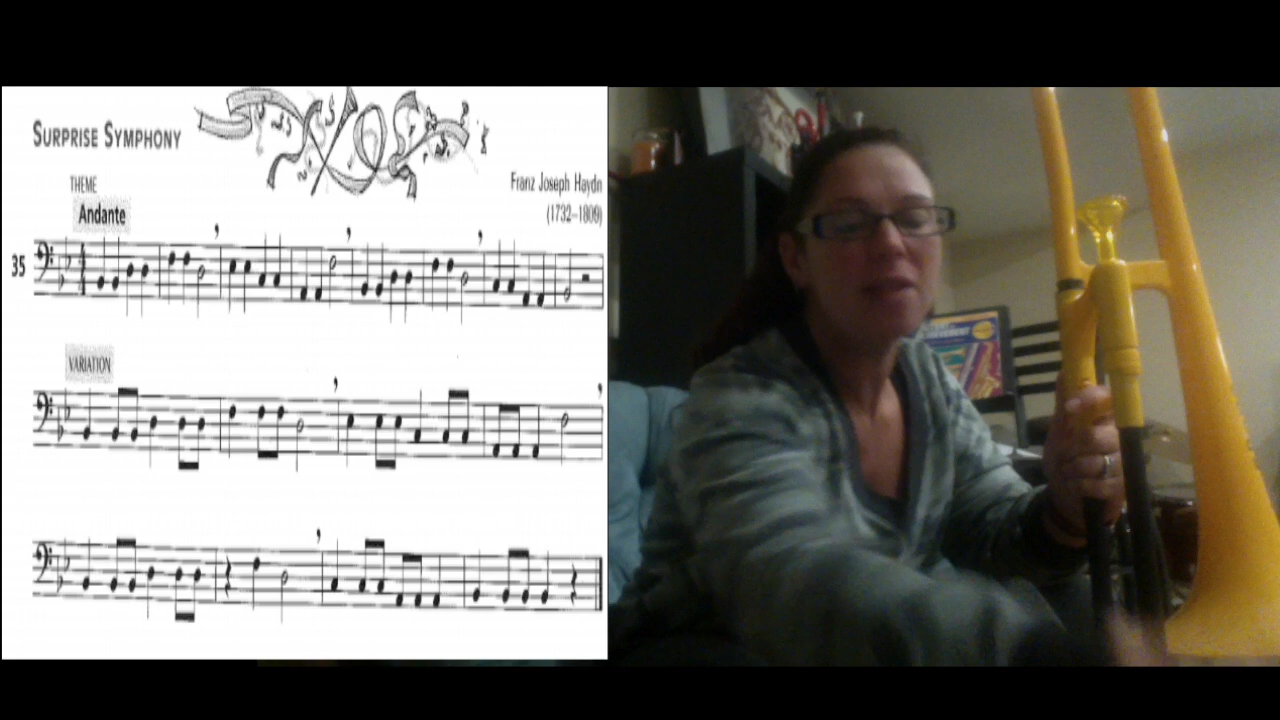 SURPRISE SYMPHONY
THEME
Franz Joseph Haydn
Andante
(1732–1809)
35
VARIATION